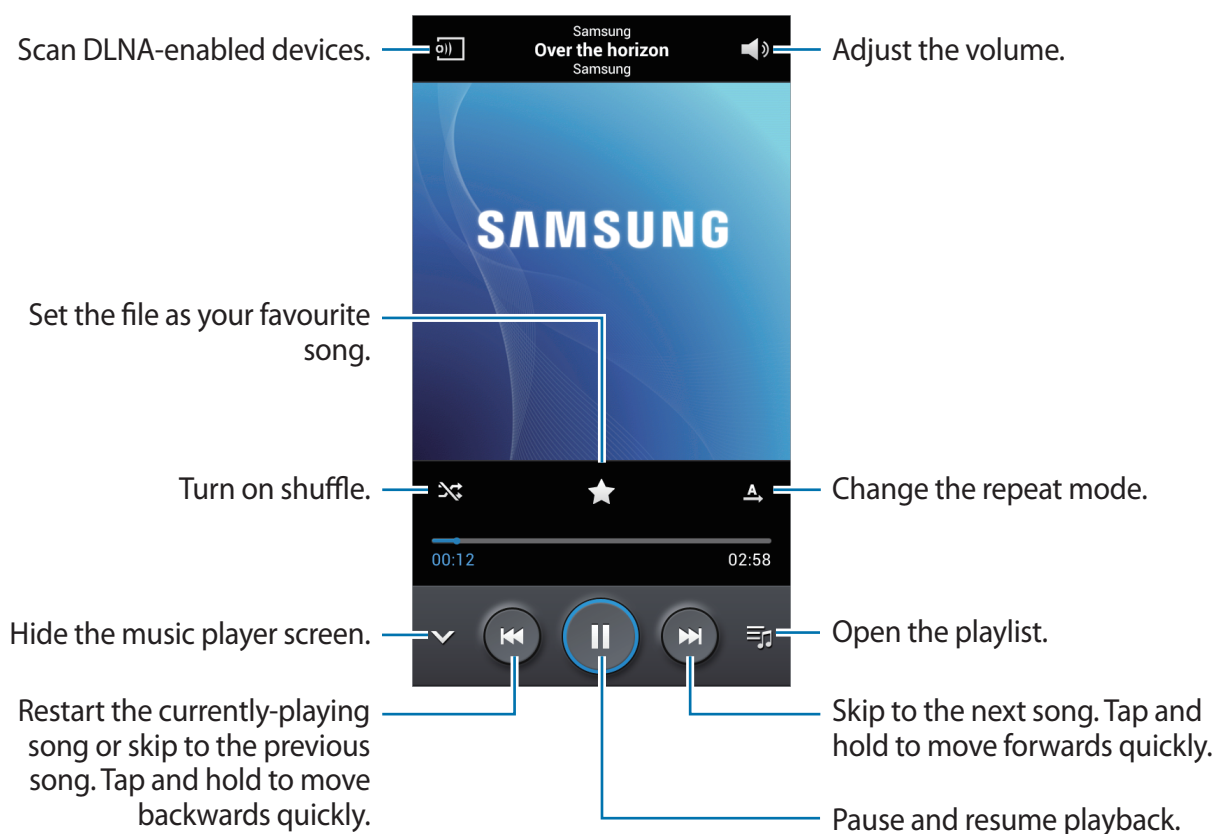 Scan DLNA-enabled devices.
Samsung
Over the horizon
Samsung
Adjust the volume.
SAMSUNG
Set the file as your favourite
song.
Turn on shuffle.
A
Change the repeat mode.
00:12
02:58
Hide the music player screen.
Open the playlist.
Restart the currently-playing
song or skip to the previous
song. Tap and hold to move
backwards quickly.
Skip to the next song. Tap and
hold to move forwards quickly.
Pause and resume playback.